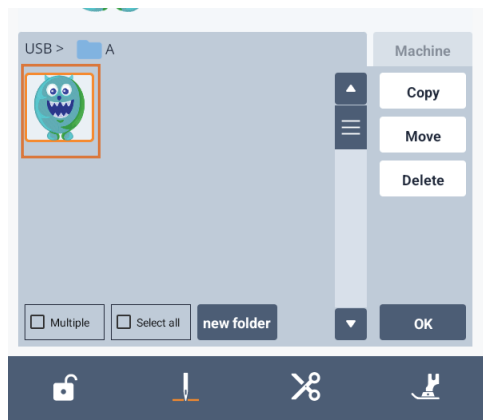 USB > A
Machine
Copy
Move
Delete
Multiple
Select all
new folder
OK